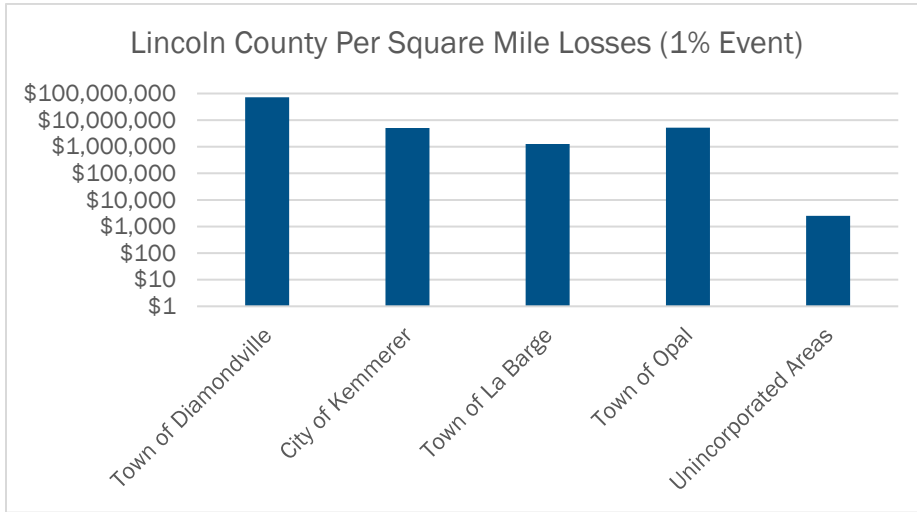 Lincoln County Per Square Mile Losses (1% Event)
$100,000,000
$10,000,000
$1,000,000
$100,000
$10,000
$1,000
$100
$10
$1
Town of Diamondville
City of Kemmerer
Town of La Barge
Town of Opal
Unincorporated Areas